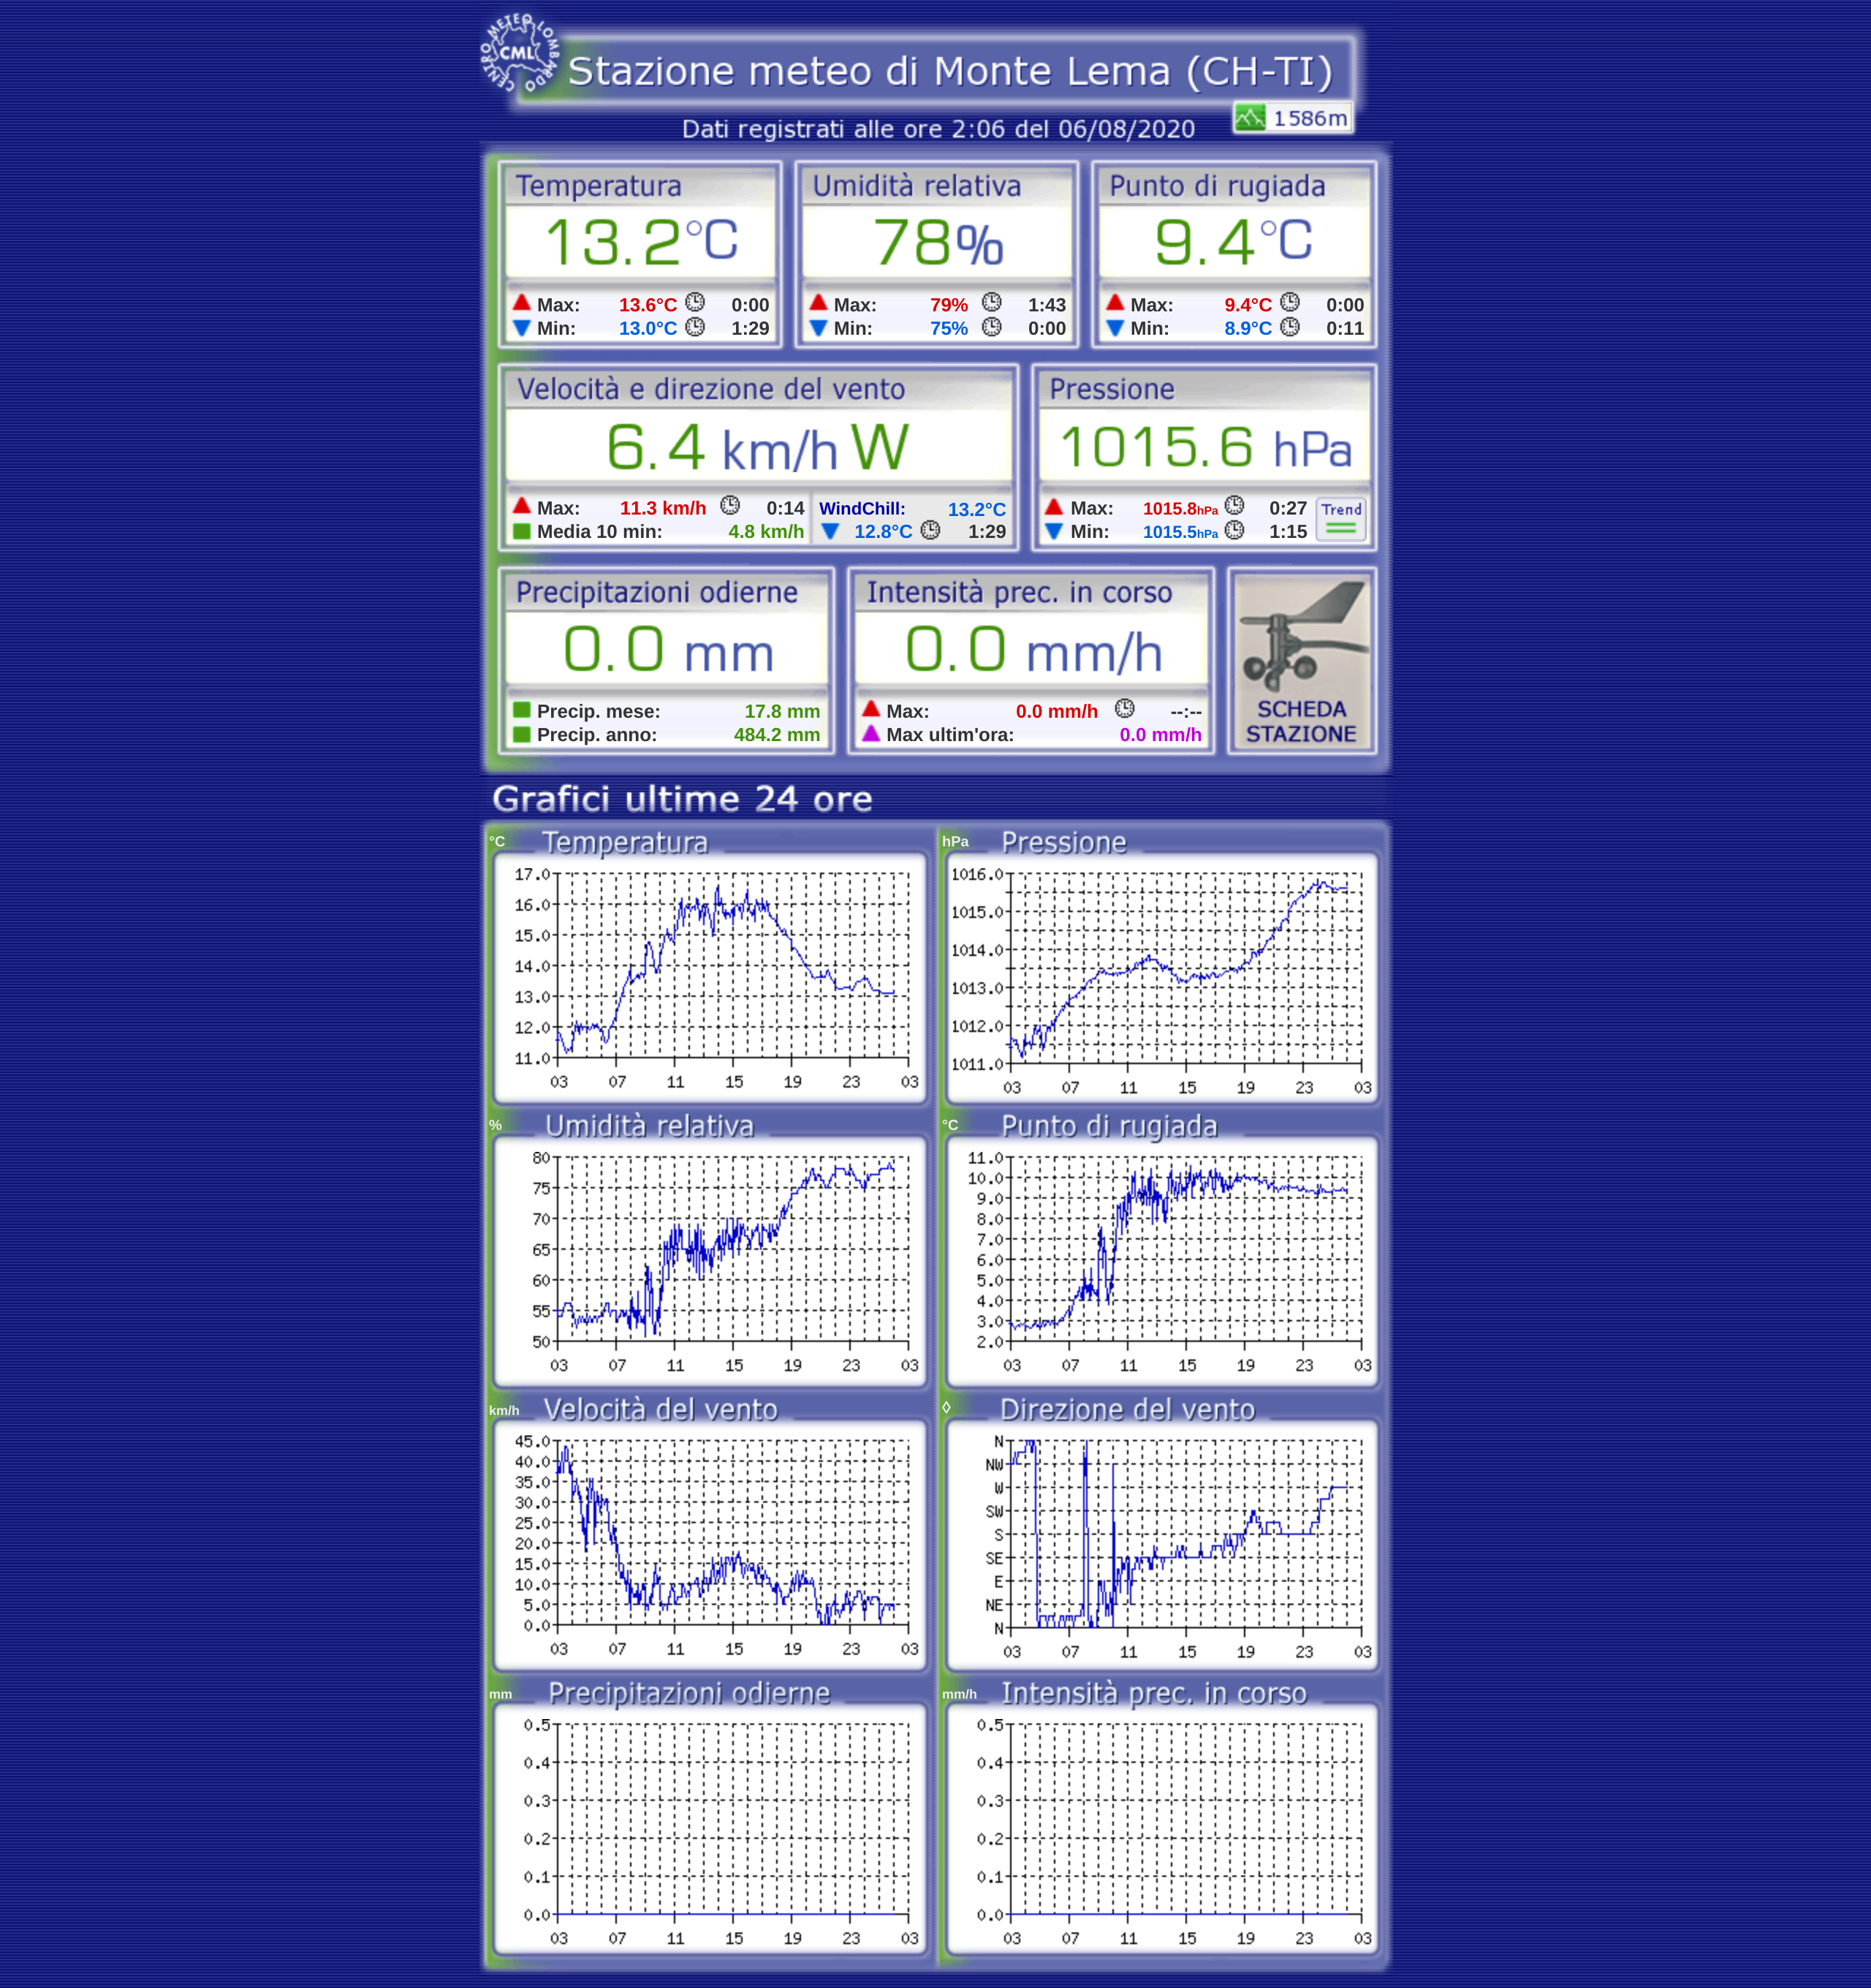 CENTRO METEO LOMBARDO
CML
Stazione meteo di Monte Lema (CH-TI)
1586m
Dati registrati alle ore 2:06 del 06/08/2020
Temperatura
13.2°C
Max: 13.6°C 0:00
Min: 13.0°C 1:29
Umidità relativa
78%
Max: 79% 1:43
Min: 75% 0:00
Punto di rugiada
9.4°C
Max: 9.4°C 0:00
Min: 8.9°C 0:11
Velocità e direzione del vento
6.4 km/h W
Max: 11.3 km/h 0:14
Media 10 min: 4.8 km/h
WindChill: 13.2°C
12.8°C 1:29
Pressione
1015.6 hPa
Max: 1015.8hPa 0:27
Min: 1015.5hPa 1:15
Trend
Precipitazioni odierne
0.0 mm
Precip. mese: 17.8 mm
Precip. anno: 484.2 mm
Intensità prec. in corso
0.0 mm/h
Max: 0.0 mm/h --:--
Max ultim'ora: 0.0 mm/h
SCHEDA
STAZIONE
Grafici ultime 24 ore
°C Temperatura
17.0
16.0
15.0
14.0
13.0
12.0
11.0
03 07 11 15 19 23 03
hPa Pressione
1016.0
1015.0
1014.0
1013.0
1012.0
1011.0
03 07 11 15 19 23 03
% Umidità relativa
80
75
70
65
60
55
50
03 07 11 15 19 23 03
°C Punto di rugiada
11.0
10.0
9.0
8.0
7.0
6.0
5.0
4.0
3.0
2.0
03 07 11 15 19 23 03
km/h Velocità del vento
45.0
40.0
35.0
30.0
25.0
20.0
15.0
10.0
5.0
0.0
03 07 11 15 19 23 03
◊ Direzione del vento
N
NW
W
SW
S
SE
E
NE
N
03 07 11 15 19 23 03
mm Precipitazioni odierne
0.5
0.4
0.3
0.2
0.1
0.0
03 07 11 15 19 23 03
mm/h Intensità prec. in corso
0.5
0.4
0.3
0.2
0.1
0.0
03 07 11 15 19 23 03